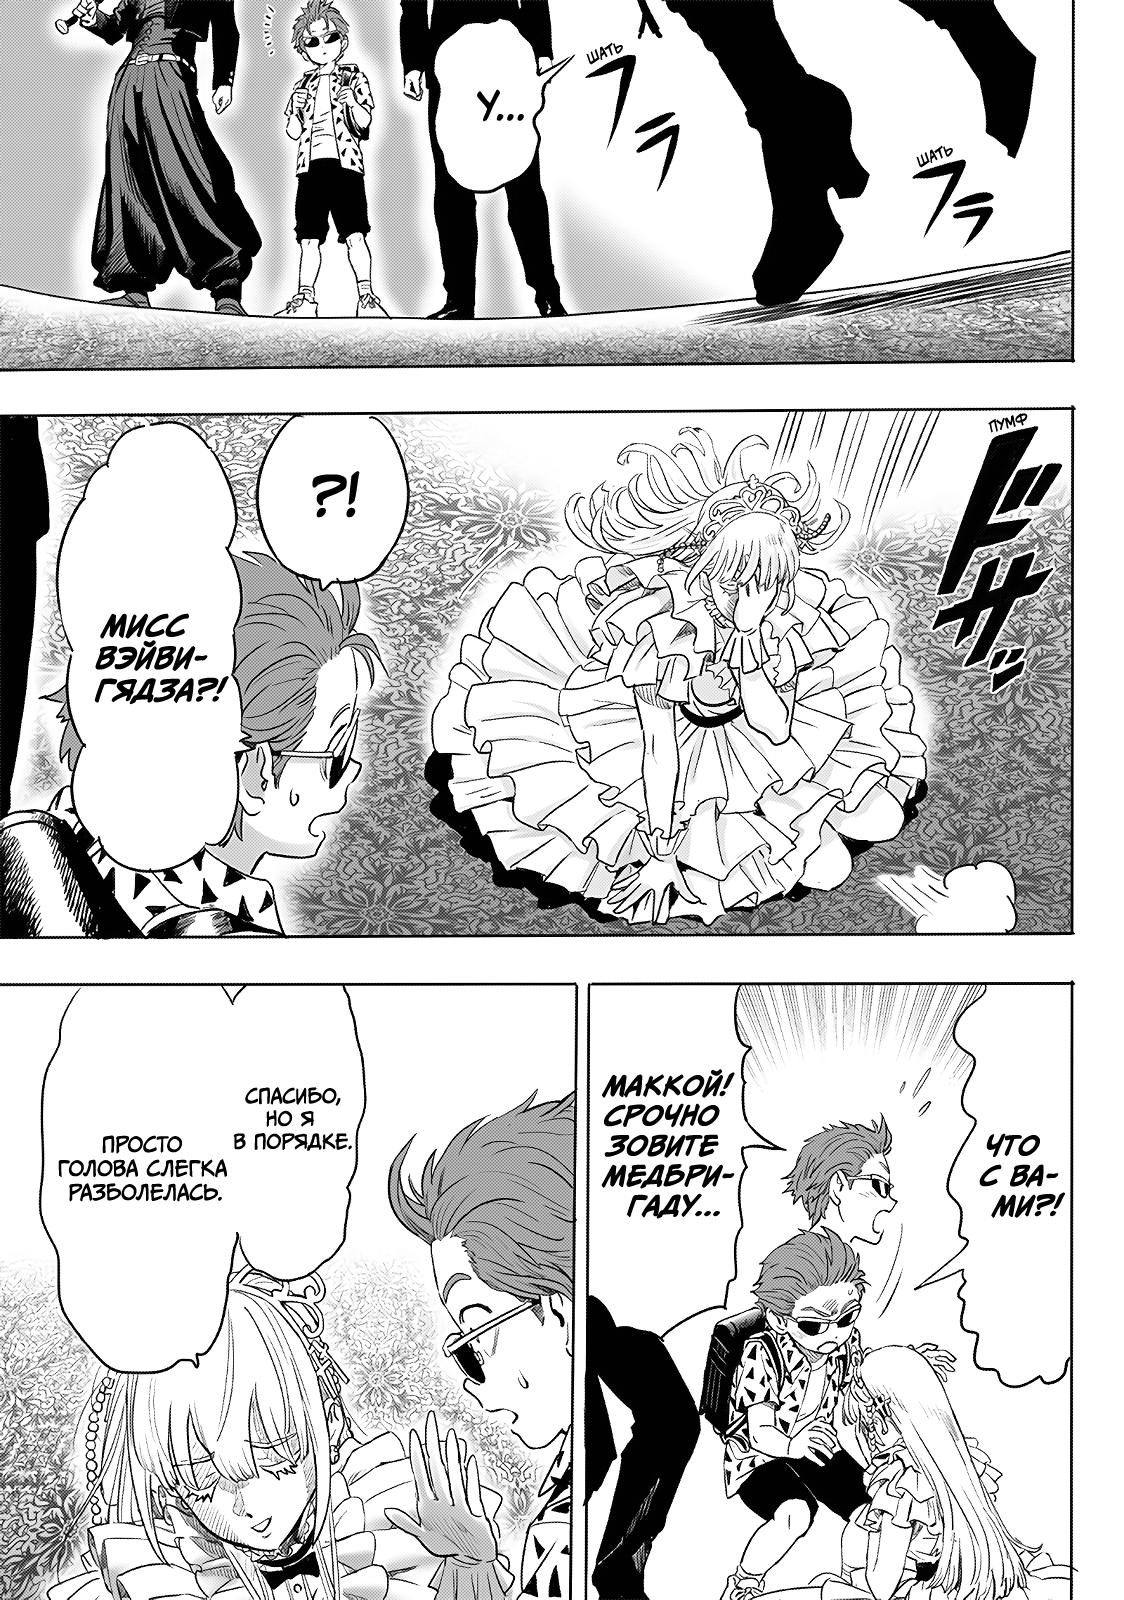 ШАТЬ
フラ
ШАТЬ
フラ
У...
ПУМФ
ドサッ
?!
МИСС
ВЭЙВИ-
ГЯДЗА?!
ЧТО
С ВА-
МИ?!
МАККОЙ!
СРОЧНО
ЗОВИТЕ
МЕДБРИ-
ГАДУ...
СПАСИБО,
НО Я
В ПОРЯДКЕ.
ПРОСТО
ГОЛОВА СЛЕГКА
РАЗБОЛЕЛАСЬ.